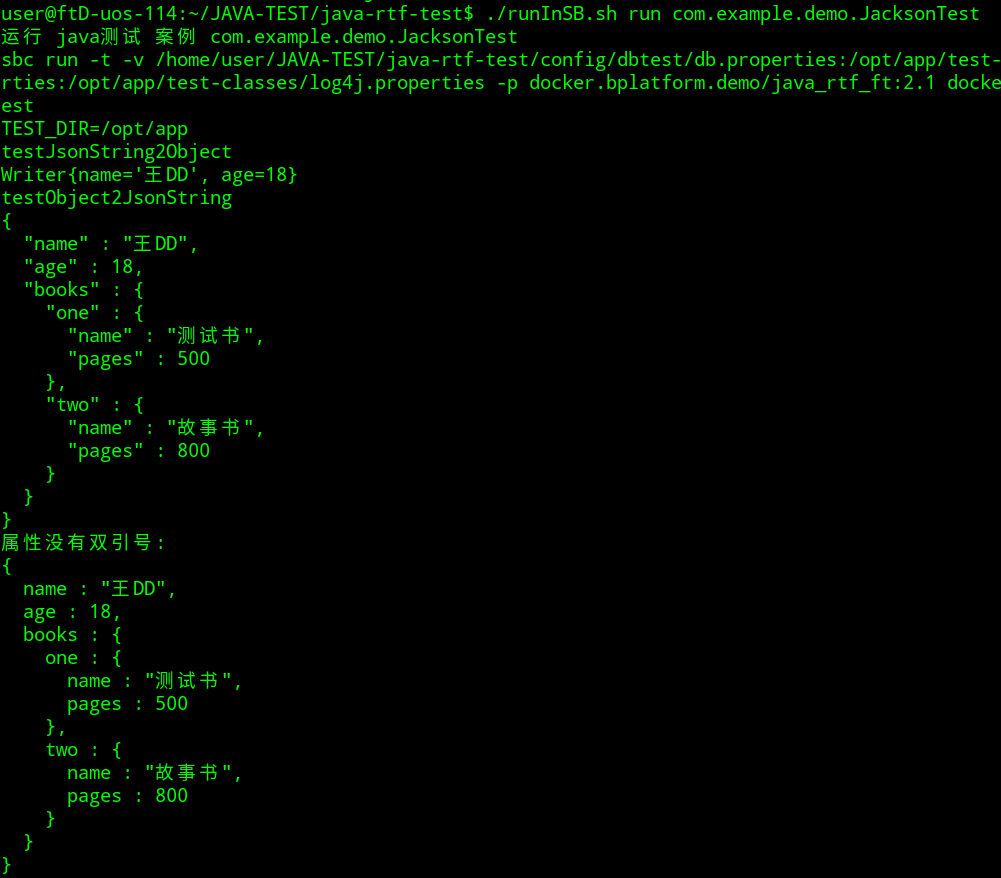 user@ftD-uos-114:~/JAVA-TEST/java-rtf-test$ ./runInSB.sh run com.example.demo.JacksonTest
运行 java测试 案例 com.example.demo.JacksonTest
sbc run -t -v /home/user/JAVA-TEST/java-rtf-test/config/dbtest/db.properties:/opt/app/test-
rties:/opt/app/test-classes/log4j.properties -p docker.bplatform.demo/java_rtf_ft:2.1 docke
est
TEST_DIR=/opt/app
testJsonString2Object
Writer{name='王DD', age=18}
testObject2JsonString
{
  "name" : "王DD",
  "age" : 18,
  "books" : {
    "one" : {
      "name" : "测试书",
      "pages" : 500
    },
    "two" : {
      "name" : "故事书",
      "pages" : 800
    }
  }
}
属性没有双引号:
{
  name : "王DD",
  age : 18,
  books : {
    one : {
      name : "测试书",
      pages : 500
    },
    two : {
      name : "故事书",
      pages : 800
    }
  }
}